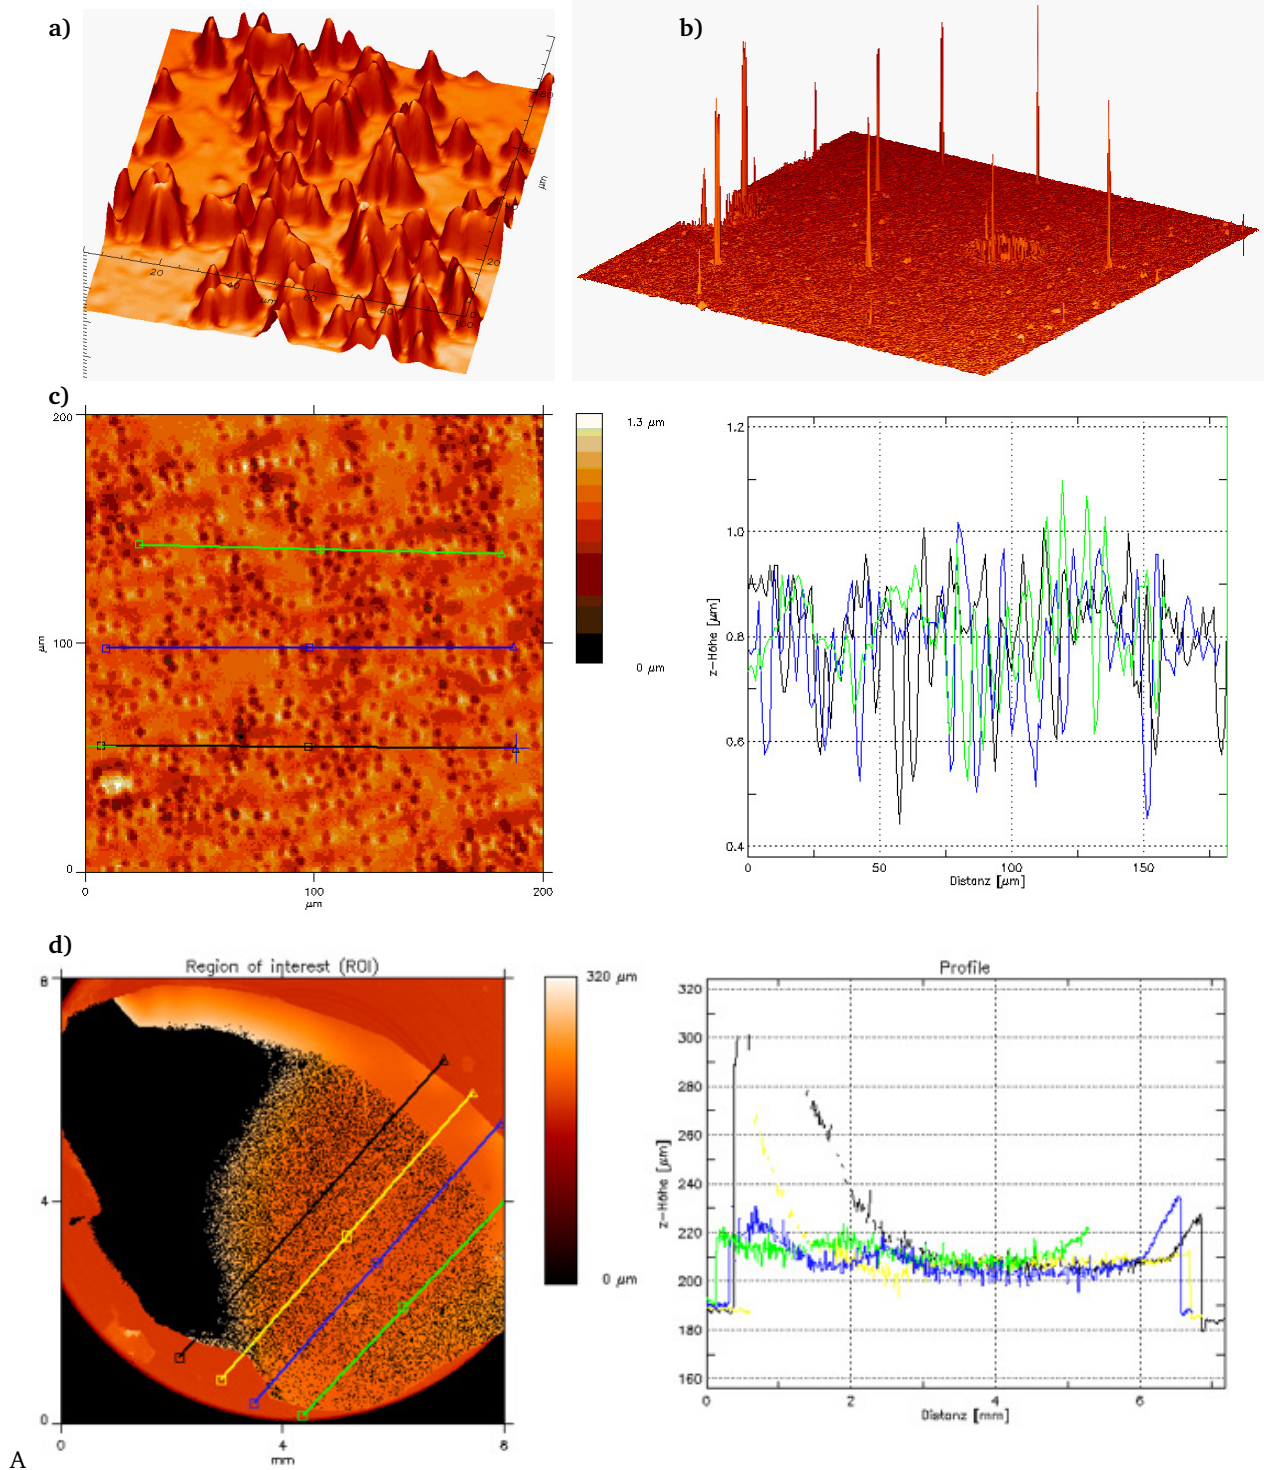 a)
b)
20
40
μm
60
80
100
0
20
μm
c)
200
100
0
μm
0
100
200
μm
1.3 μm
0 μm
1.2
1.0
0.8
0.6
0.4
z-Höhe [μm]
0
50
100
150
Distanz [μm]
d)
Region of interest (ROI)
8
4
0
0
4
8
mm
320 μm
0 μm
Profile
320
300
280
260
240
220
200
180
160
z-Höhe [μm]
0
2
4
6
Distanz [mm]
A